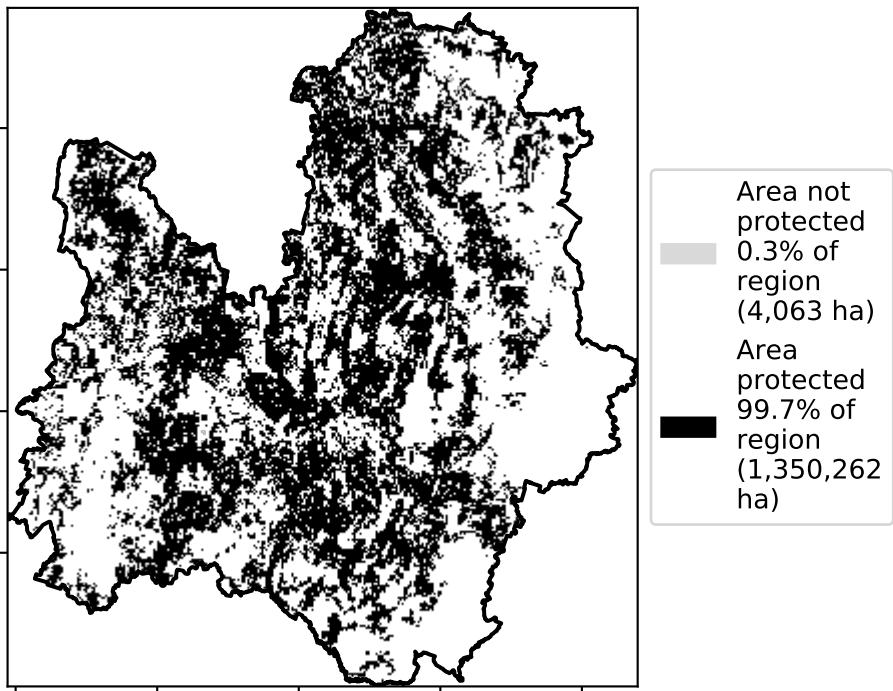 Area not
protected
0.3% of
region
(4,063 ha)
Area
protected
99.7% of
region
(1,350,262
ha)